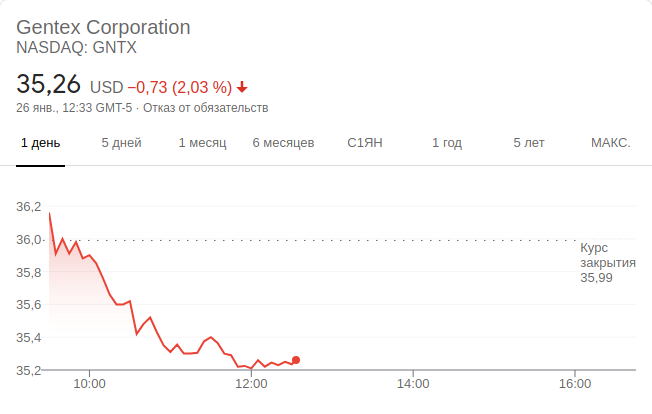 Gentex Corporation
NASDAQ: GNTX
35,26 USD −0,73 (2,03 %)
26 янв., 12:33 GMT-5 · Отказ от обязательств
1 день 5 дней 1 месяц 6 месяцев С1ЯН 1 год 5 лет МАКС.
36,2
36,0
35,8
35,6
35,4
35,2
Курс
закрытия
35,99
10:00 12:00 14:00 16:00